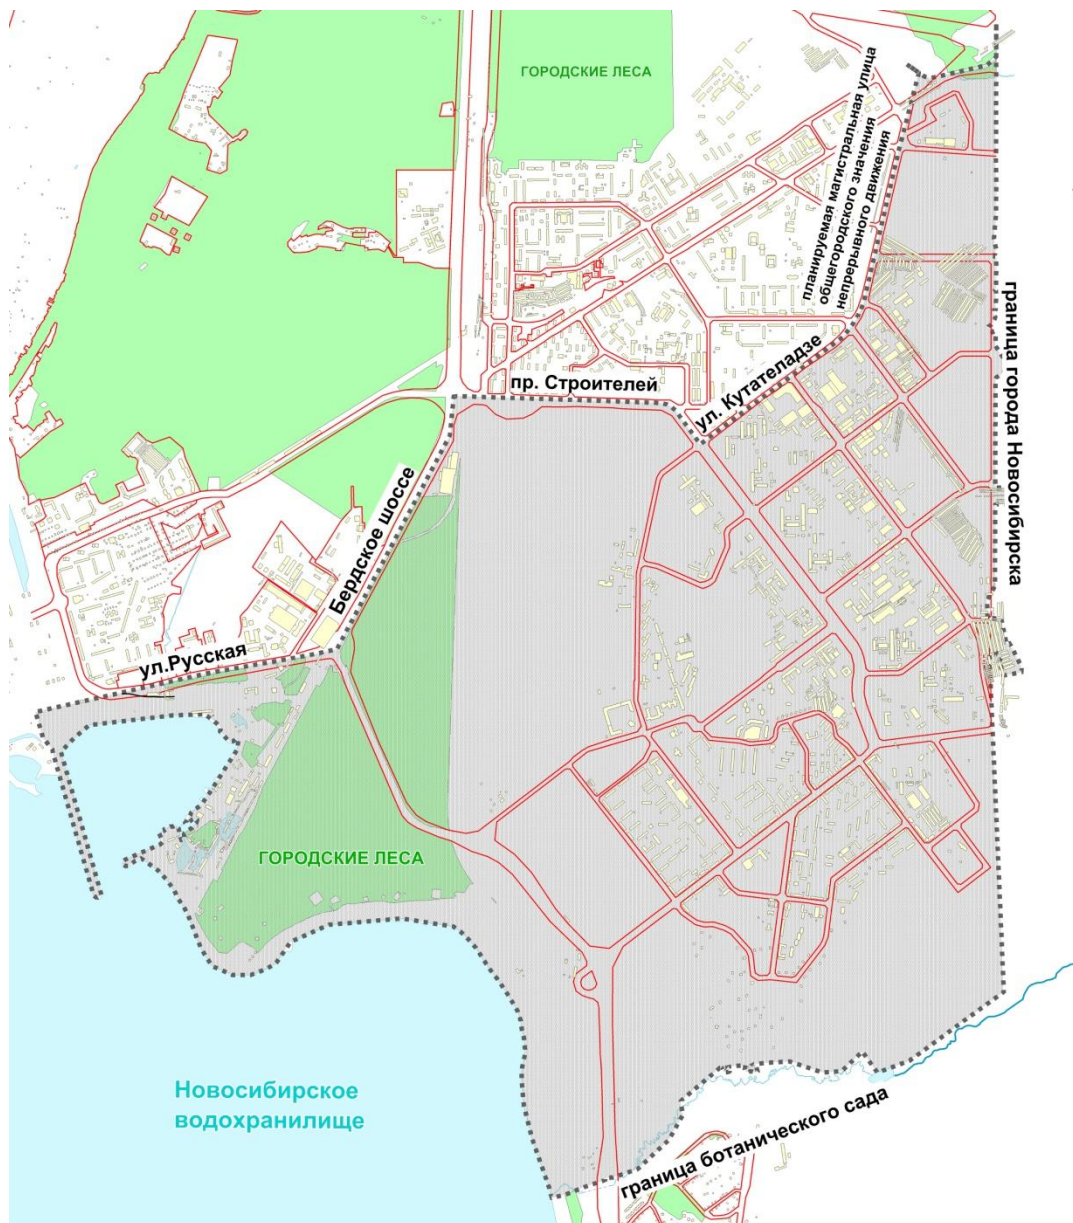 ГОРОДСКИЕ ЛЕСА
планируемая магистральная улица
общегородского значения
непрерывного движения
граница города Новосибирска
пр. Строителей
ул. Кутателадзе
Бердское шоссе
ул.Русская
ГОРОДСКИЕ ЛЕСА
Новосибирское
водохранилище
граница ботанического сада